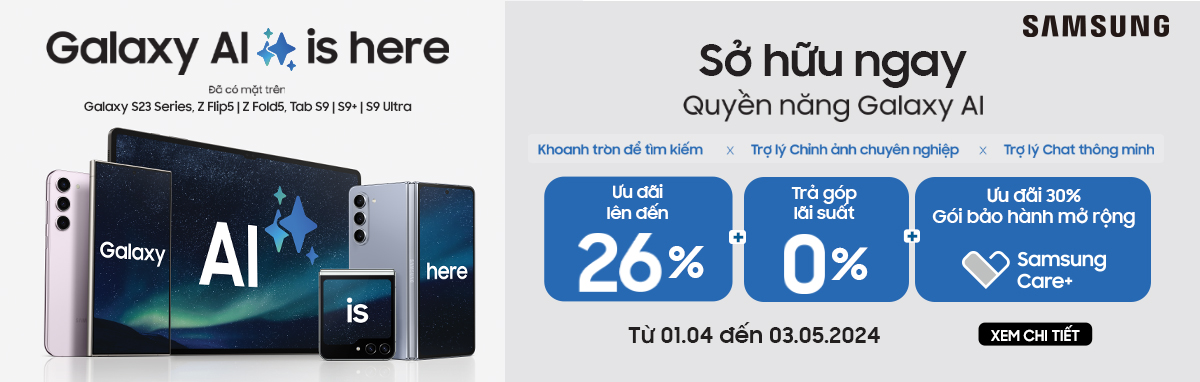 Galaxy AI is here
Đã có mặt trên
Galaxy S23 Series, Z Flip5 | Z Fold5, Tab S9 | S9+ | S9 Ultra
Galaxy
AI
is
here
SAMSUNG
Sở hữu ngay
Quyền năng Galaxy AI
Khoanh tròn để tìm kiếm x Trợ lý Chỉnh ảnh chuyên nghiệp x Trợ lý Chat thông minh
Ưu đãi
lên đến
26%
+
Trả góp
lãi suất
0%
+
Ưu đãi 30%
Gói bảo hành mở rộng
Samsung
Care+
Từ 01.04 đến 03.05.2024
XEM CHI TIẾT